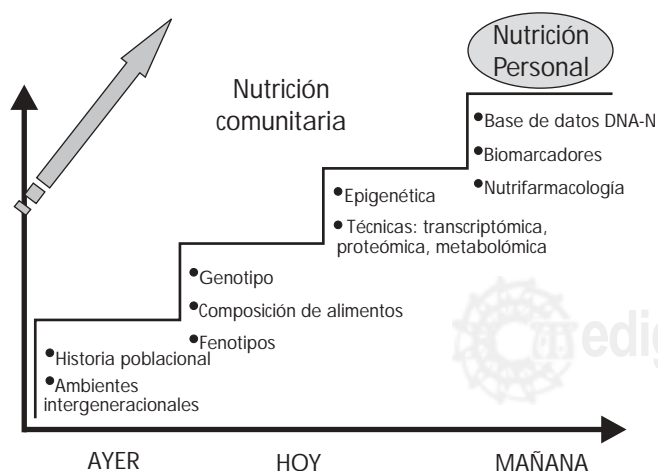 Nutrición
Personal
Nutrición
comunitaria
•Base de datos DNA-N
•Biomarcadores
•Nutrifarmacología
•Epigenética
• Técnicas: transcriptómica,
proteómica, metabolómica
•Genotipo
•Composición de alimentos
•Fenotipos
•Historia poblacional
•Ambientes
intergeneracionales
AYER
HOY
MAÑANA